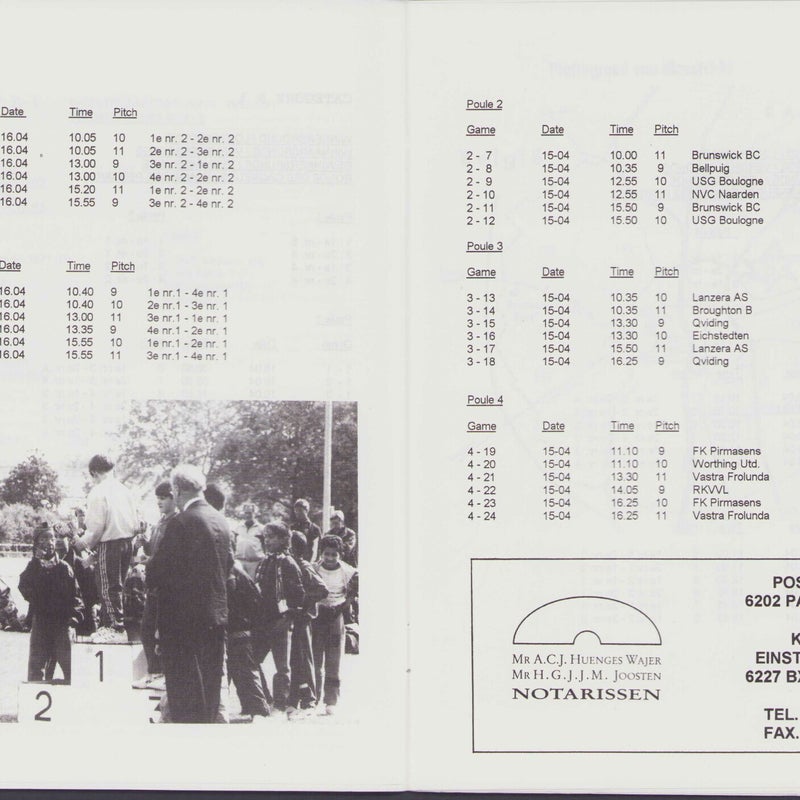 Date Time Pitch
16.04 10.05 10 1e nr. 2 - 2e nr. 2
16.04 10.05 11 2e nr. 2 - 3e nr. 2
16.04 13.00 9 3e nr. 2 - 1e nr. 2
16.04 13.00 10 4e nr. 2 - 2e nr. 2
16.04 15.20 11 1e nr. 2 - 2e nr. 2
16.04 15.55 9 3e nr. 2 - 4e nr. 2
Date Time Pitch
16.04 10.40 9 1e nr.1 - 4e nr. 1
16.04 10.40 10 2e nr.1 - 3e nr. 1
16.04 13.00 11 3e nr.1 - 1e nr. 1
16.04 13.35 9 4e nr.1 - 2e nr. 1
16.04 15.55 10 1e nr.1 - 2e nr. 1
16.04 15.55 11 3e nr.1 - 4e nr. 1
1
2
3
Poule 2
Game Date Time Pitch
2 - 7 15-04 10.00 11 Brunswick BC
2 - 8 15-04 10.35 9 Bellpuig
2 - 9 15-04 12.55 10 USG Boulogne
2 - 10 15-04 12.55 11 NVC Naarden
2 - 11 15-04 15.50 9 Brunswick BC
2 - 12 15-04 15.50 10 USG Boulogne
Poule 3
Game Date Time Pitch
3 - 13 15-04 10.35 10 Lanzera AS
3 - 14 15-04 10.35 11 Broughton B
3 - 15 15-04 13.30 9 Qviding
3 - 16 15-04 13.30 10 Eichstedten
3 - 17 15-04 15.50 11 Lanzera AS
3 - 18 15-04 16.25 9 Qviding
Poule 4
Game Date Time Pitch
4 - 19 15-04 11.10 9 FK Pirmasens
4 - 20 15-04 11.10 10 Worthing Utd.
4 - 21 15-04 13.30 11 Vastra Frolunda
4 - 22 15-04 14.05 9 RKVVL
4 - 23 15-04 16.25 10 FK Pirmasens
4 - 24 15-04 16.25 11 Vastra Frolunda
MR A.C.J. HUENGES WAJER
MR H.G.J.J.M. JOOSTEN
NOTARISSEN
POS
6202 PA
K
EINST
6227 BX
TEL.
FAX.